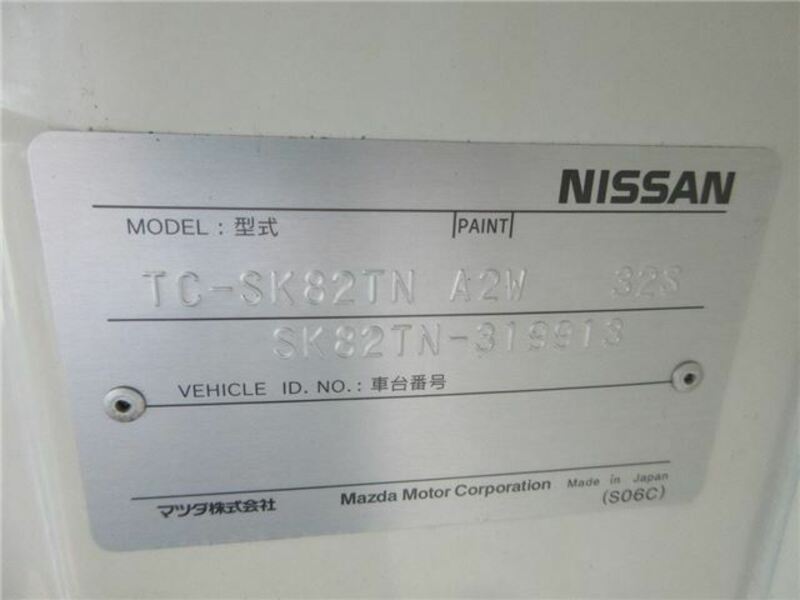 NISSAN
MODEL : 型式 PAINT
TC-SK82TN A2W 32S
SK82TN-319913
VEHICLE ID. NO. : 車台番号
マツダ株式会社 Mazda Motor Corporation Made in Japan
(S06C)